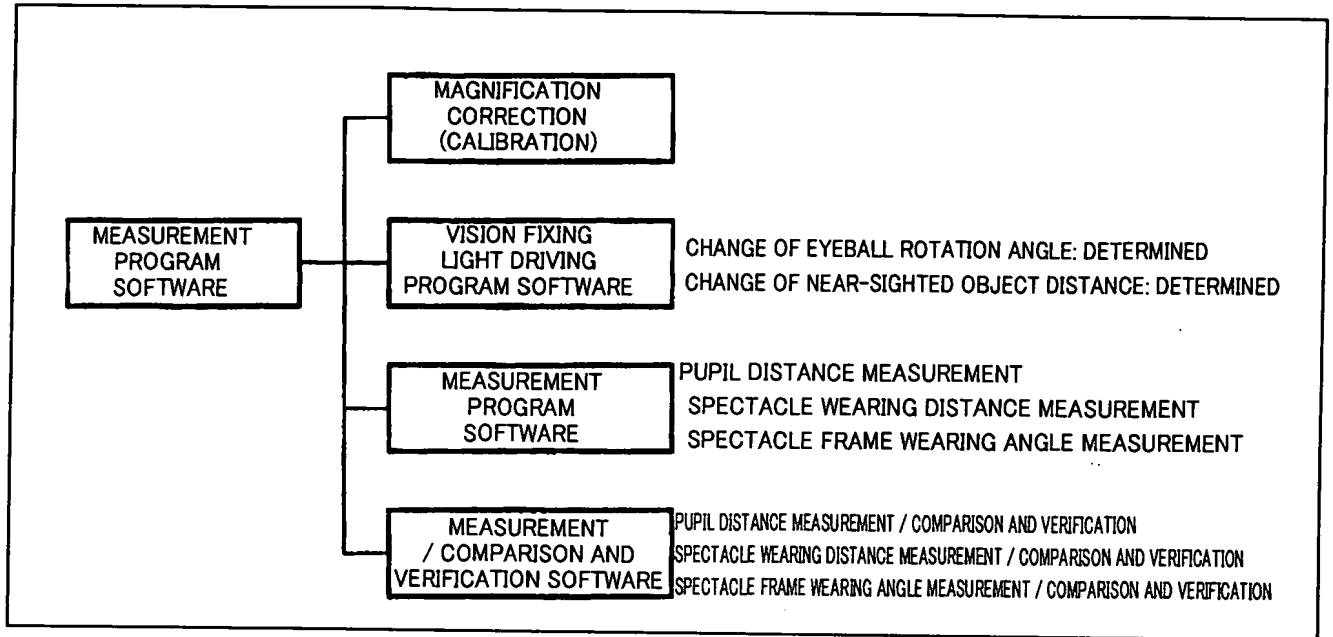 MAGNIFICATION
CORRECTION
(CALIBRATION)
MEASUREMENT
PROGRAM
SOFTWARE
VISION FIXING
LIGHT DRIVING
PROGRAM SOFTWARE
CHANGE OF EYEBALL ROTATION ANGLE: DETERMINED
CHANGE OF NEAR-SIGHTED OBJECT DISTANCE: DETERMINED
MEASUREMENT
PROGRAM
SOFTWARE
PUPIL DISTANCE MEASUREMENT
SPECTACLE WEARING DISTANCE MEASUREMENT
SPECTACLE FRAME WEARING ANGLE MEASUREMENT
MEASUREMENT
/ COMPARISON AND
VERIFICATION SOFTWARE
PUPIL DISTANCE MEASUREMENT / COMPARISON AND VERIFICATION
SPECTACLE WEARING DISTANCE MEASUREMENT / COMPARISON AND VERIFICATION
SPECTACLE FRAME WEARING ANGLE MEASUREMENT / COMPARISON AND VERIFICATION